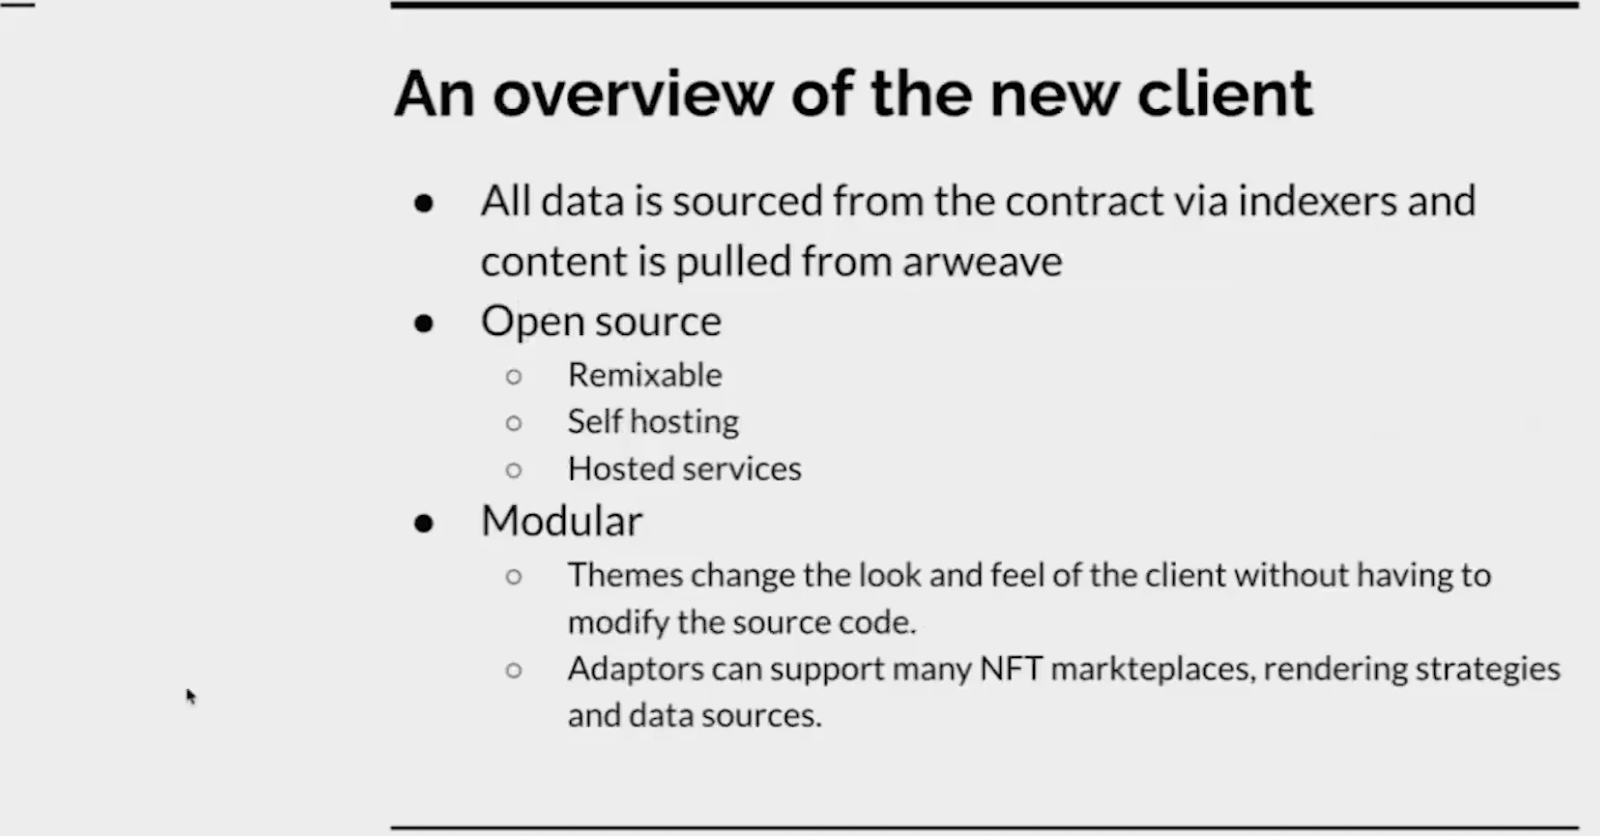 An overview of the new client
● All data is sourced from the contract via indexers and
content is pulled from arweave
● Open source
○ Remixable
○ Self hosting
○ Hosted services
● Modular
○ Themes change the look and feel of the client without having to
modify the source code.
○ Adaptors can support many NFT markteplaces, rendering strategies
and data sources.